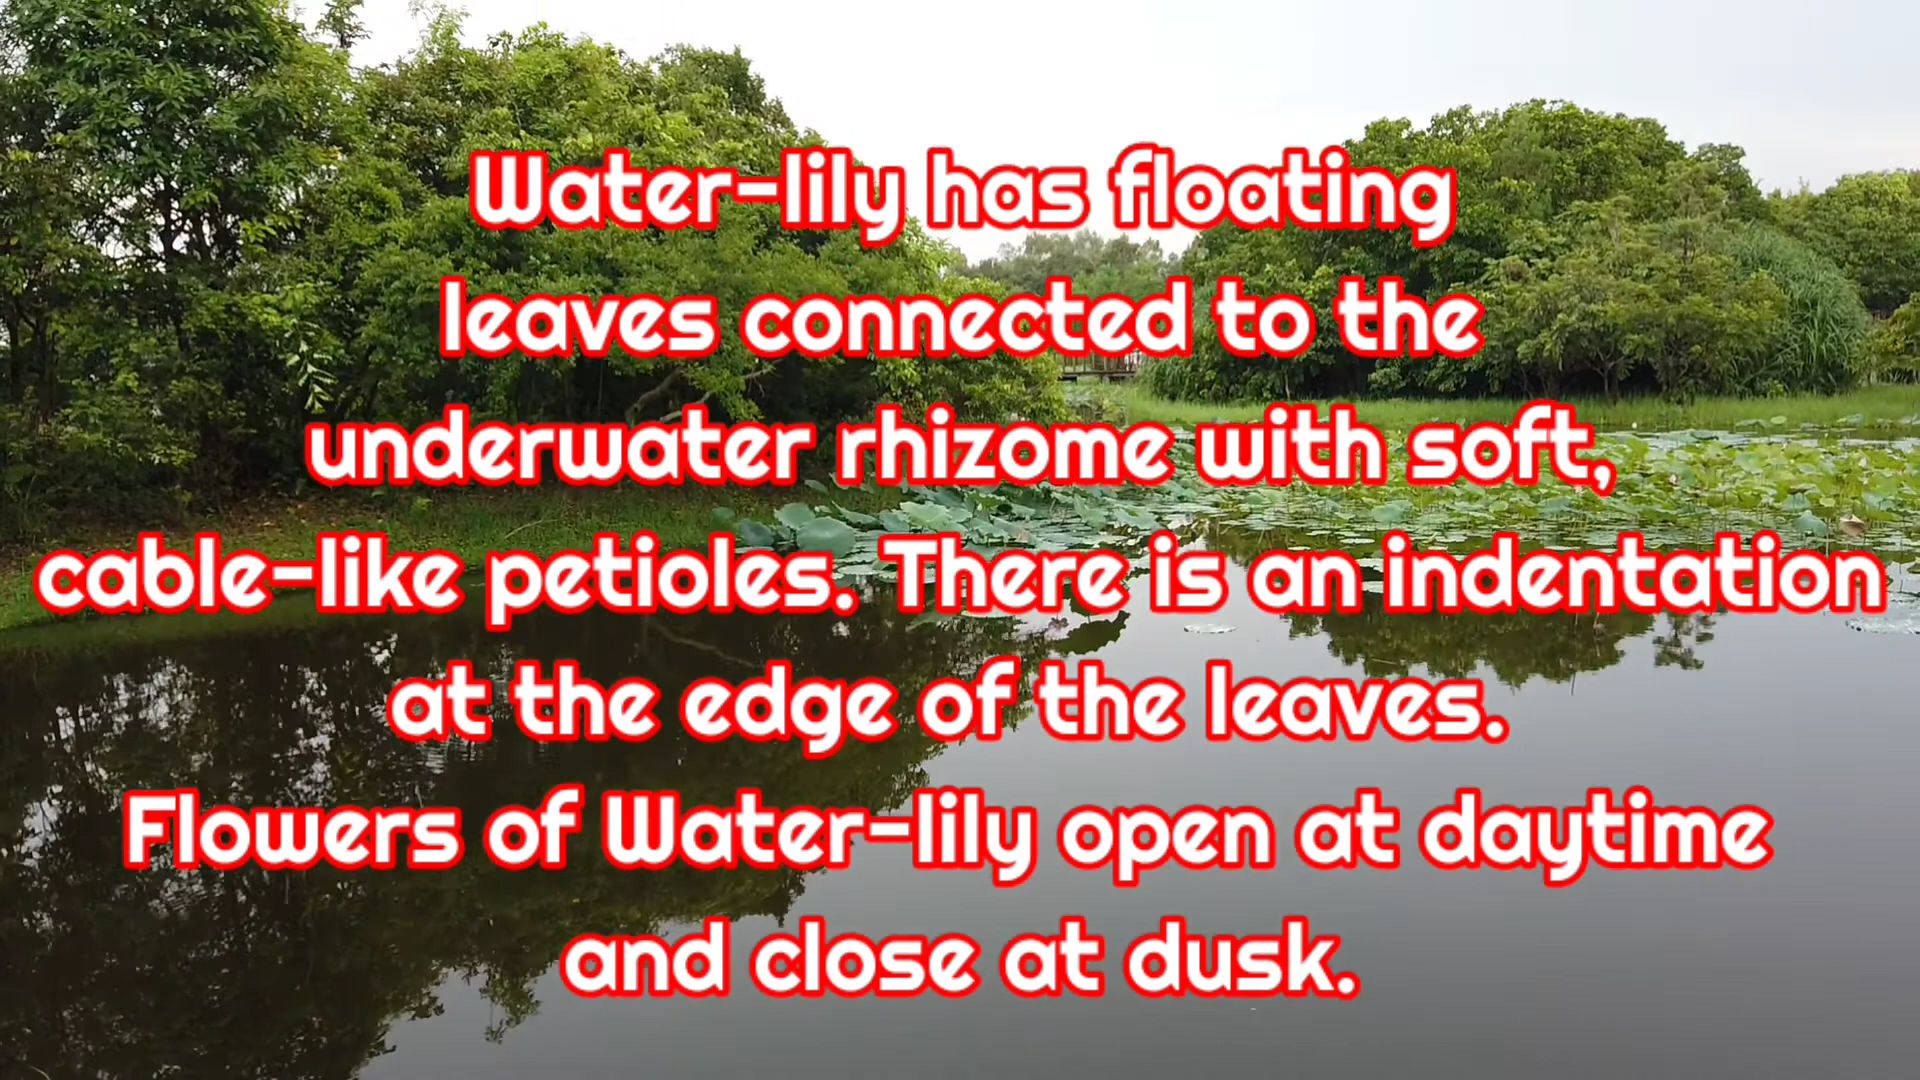 Water-lily has floating
leaves connected to the
underwater rhizome with soft,
cable-like petioles. There is an indentation
at the edge of the leaves.
Flowers of Water-lily open at daytime
and close at dusk.